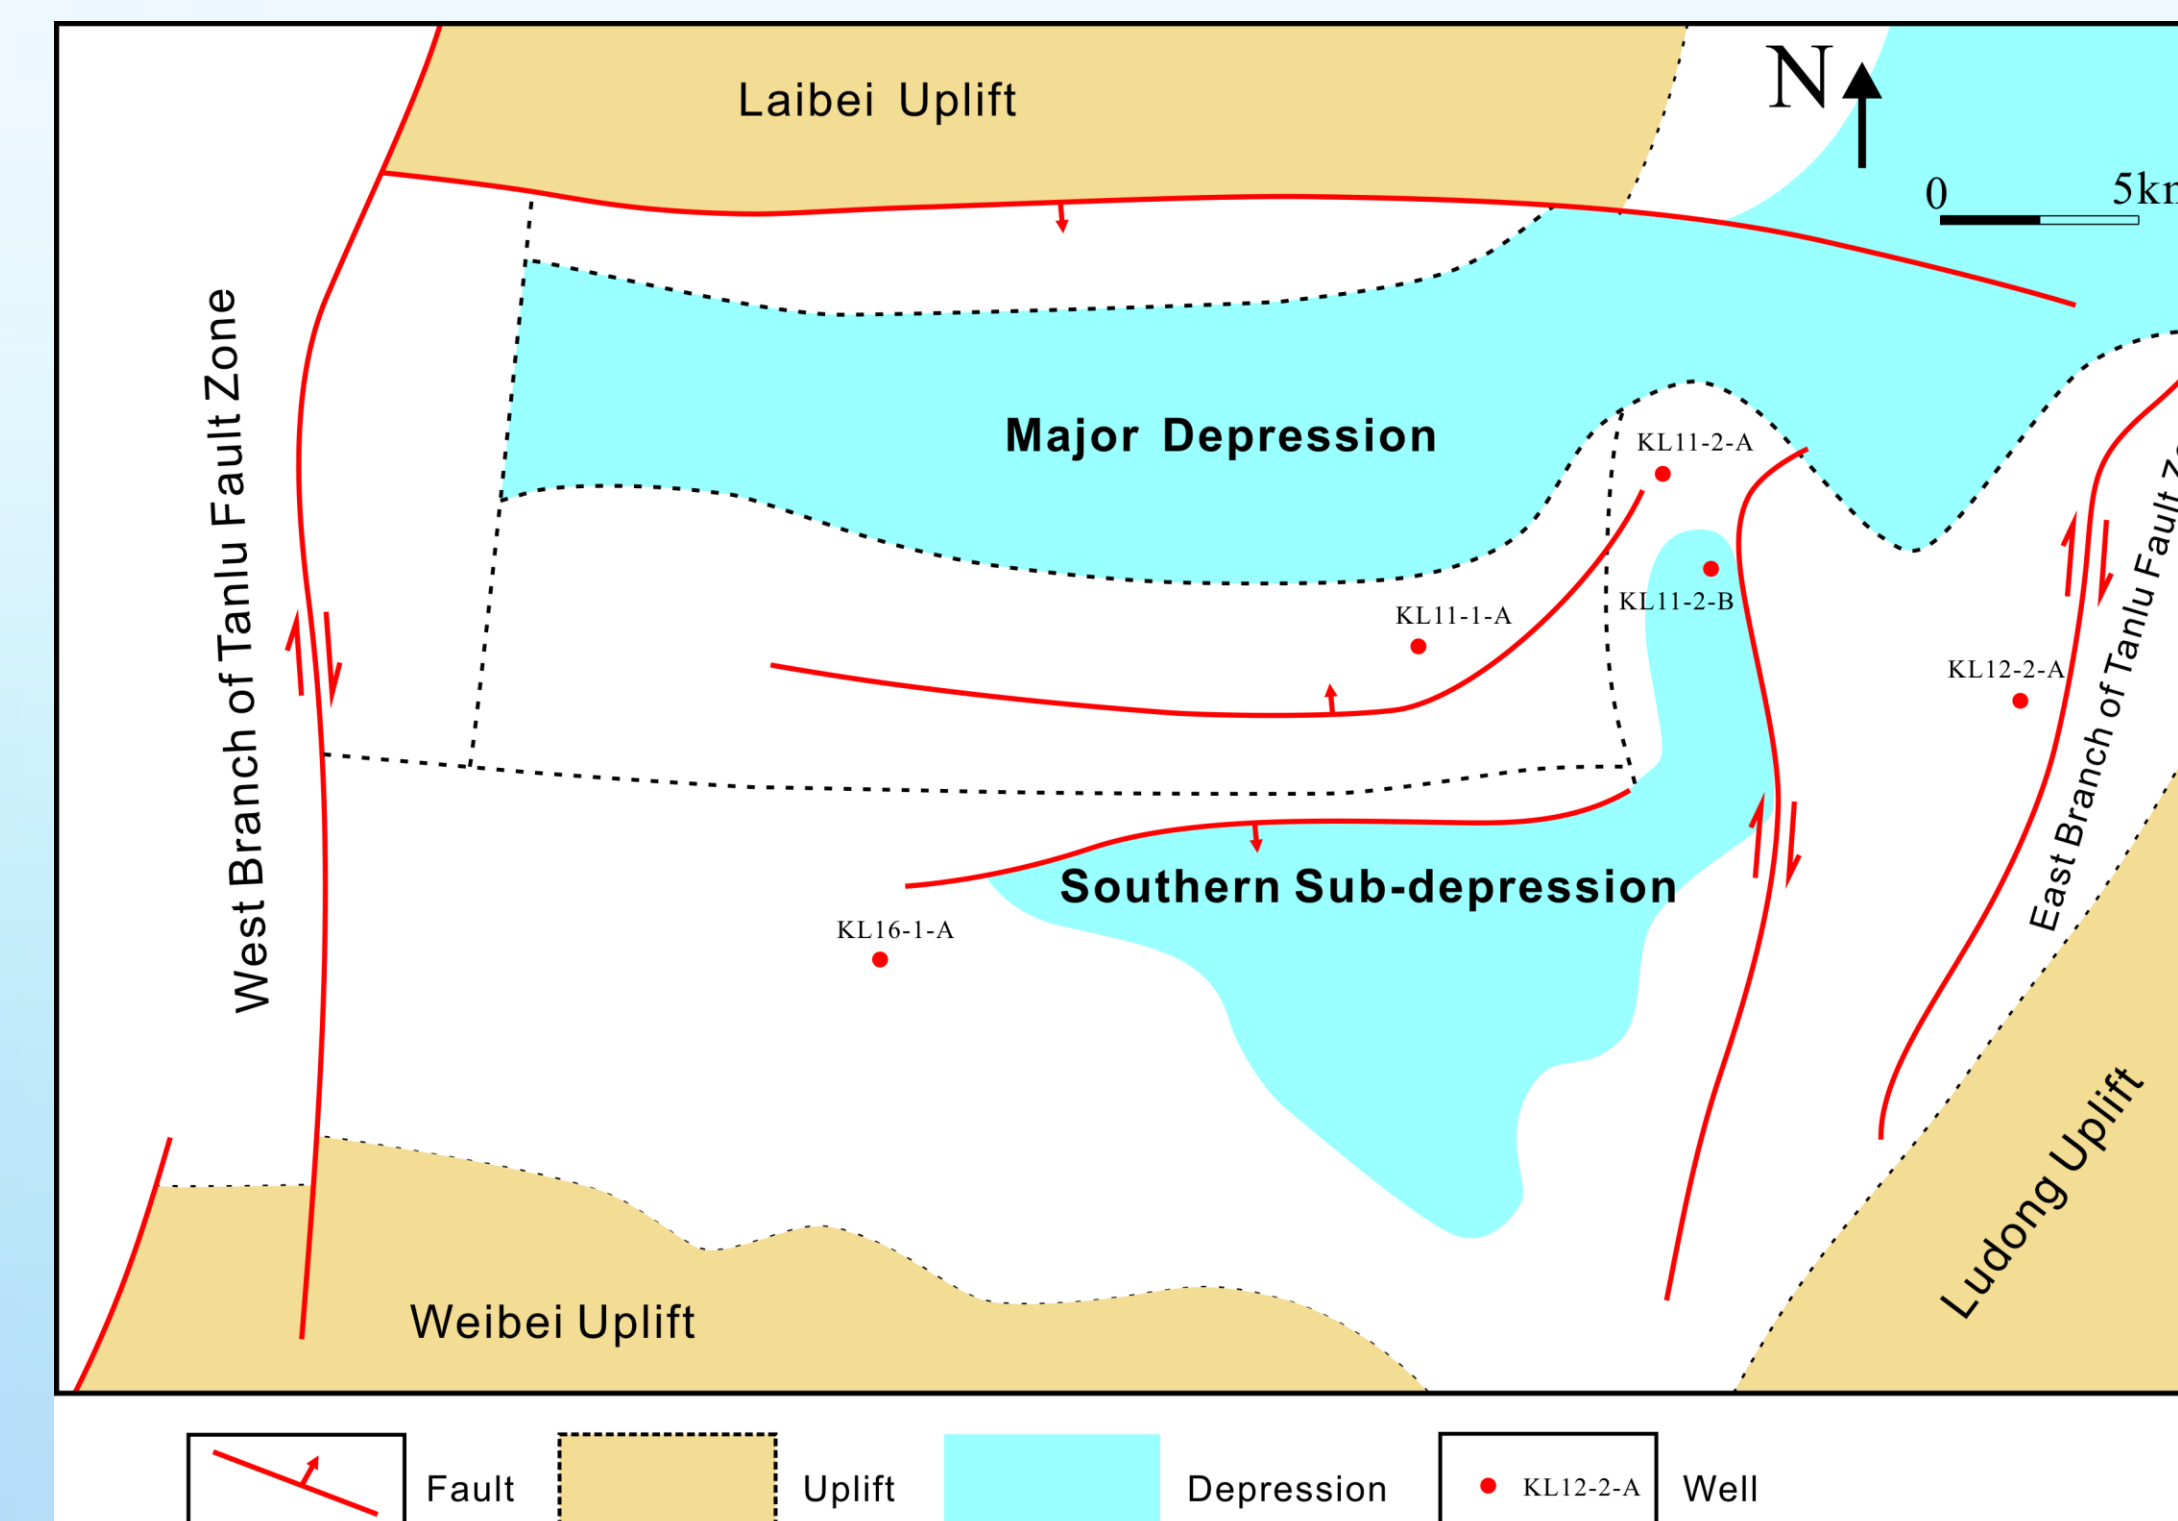 Laibei Uplift
N
0 5km
West Branch of Tanlu Fault Zone
Major Depression
KL11-2-A
KL11-2-B
KL11-1-A
KL12-2-A
East Branch of Tanlu Fault
Southern Sub-depression
KL16-1-A
Ludong Uplift
Weibei Uplift
Fault
Uplift
Depression
KL12-2-A
Well